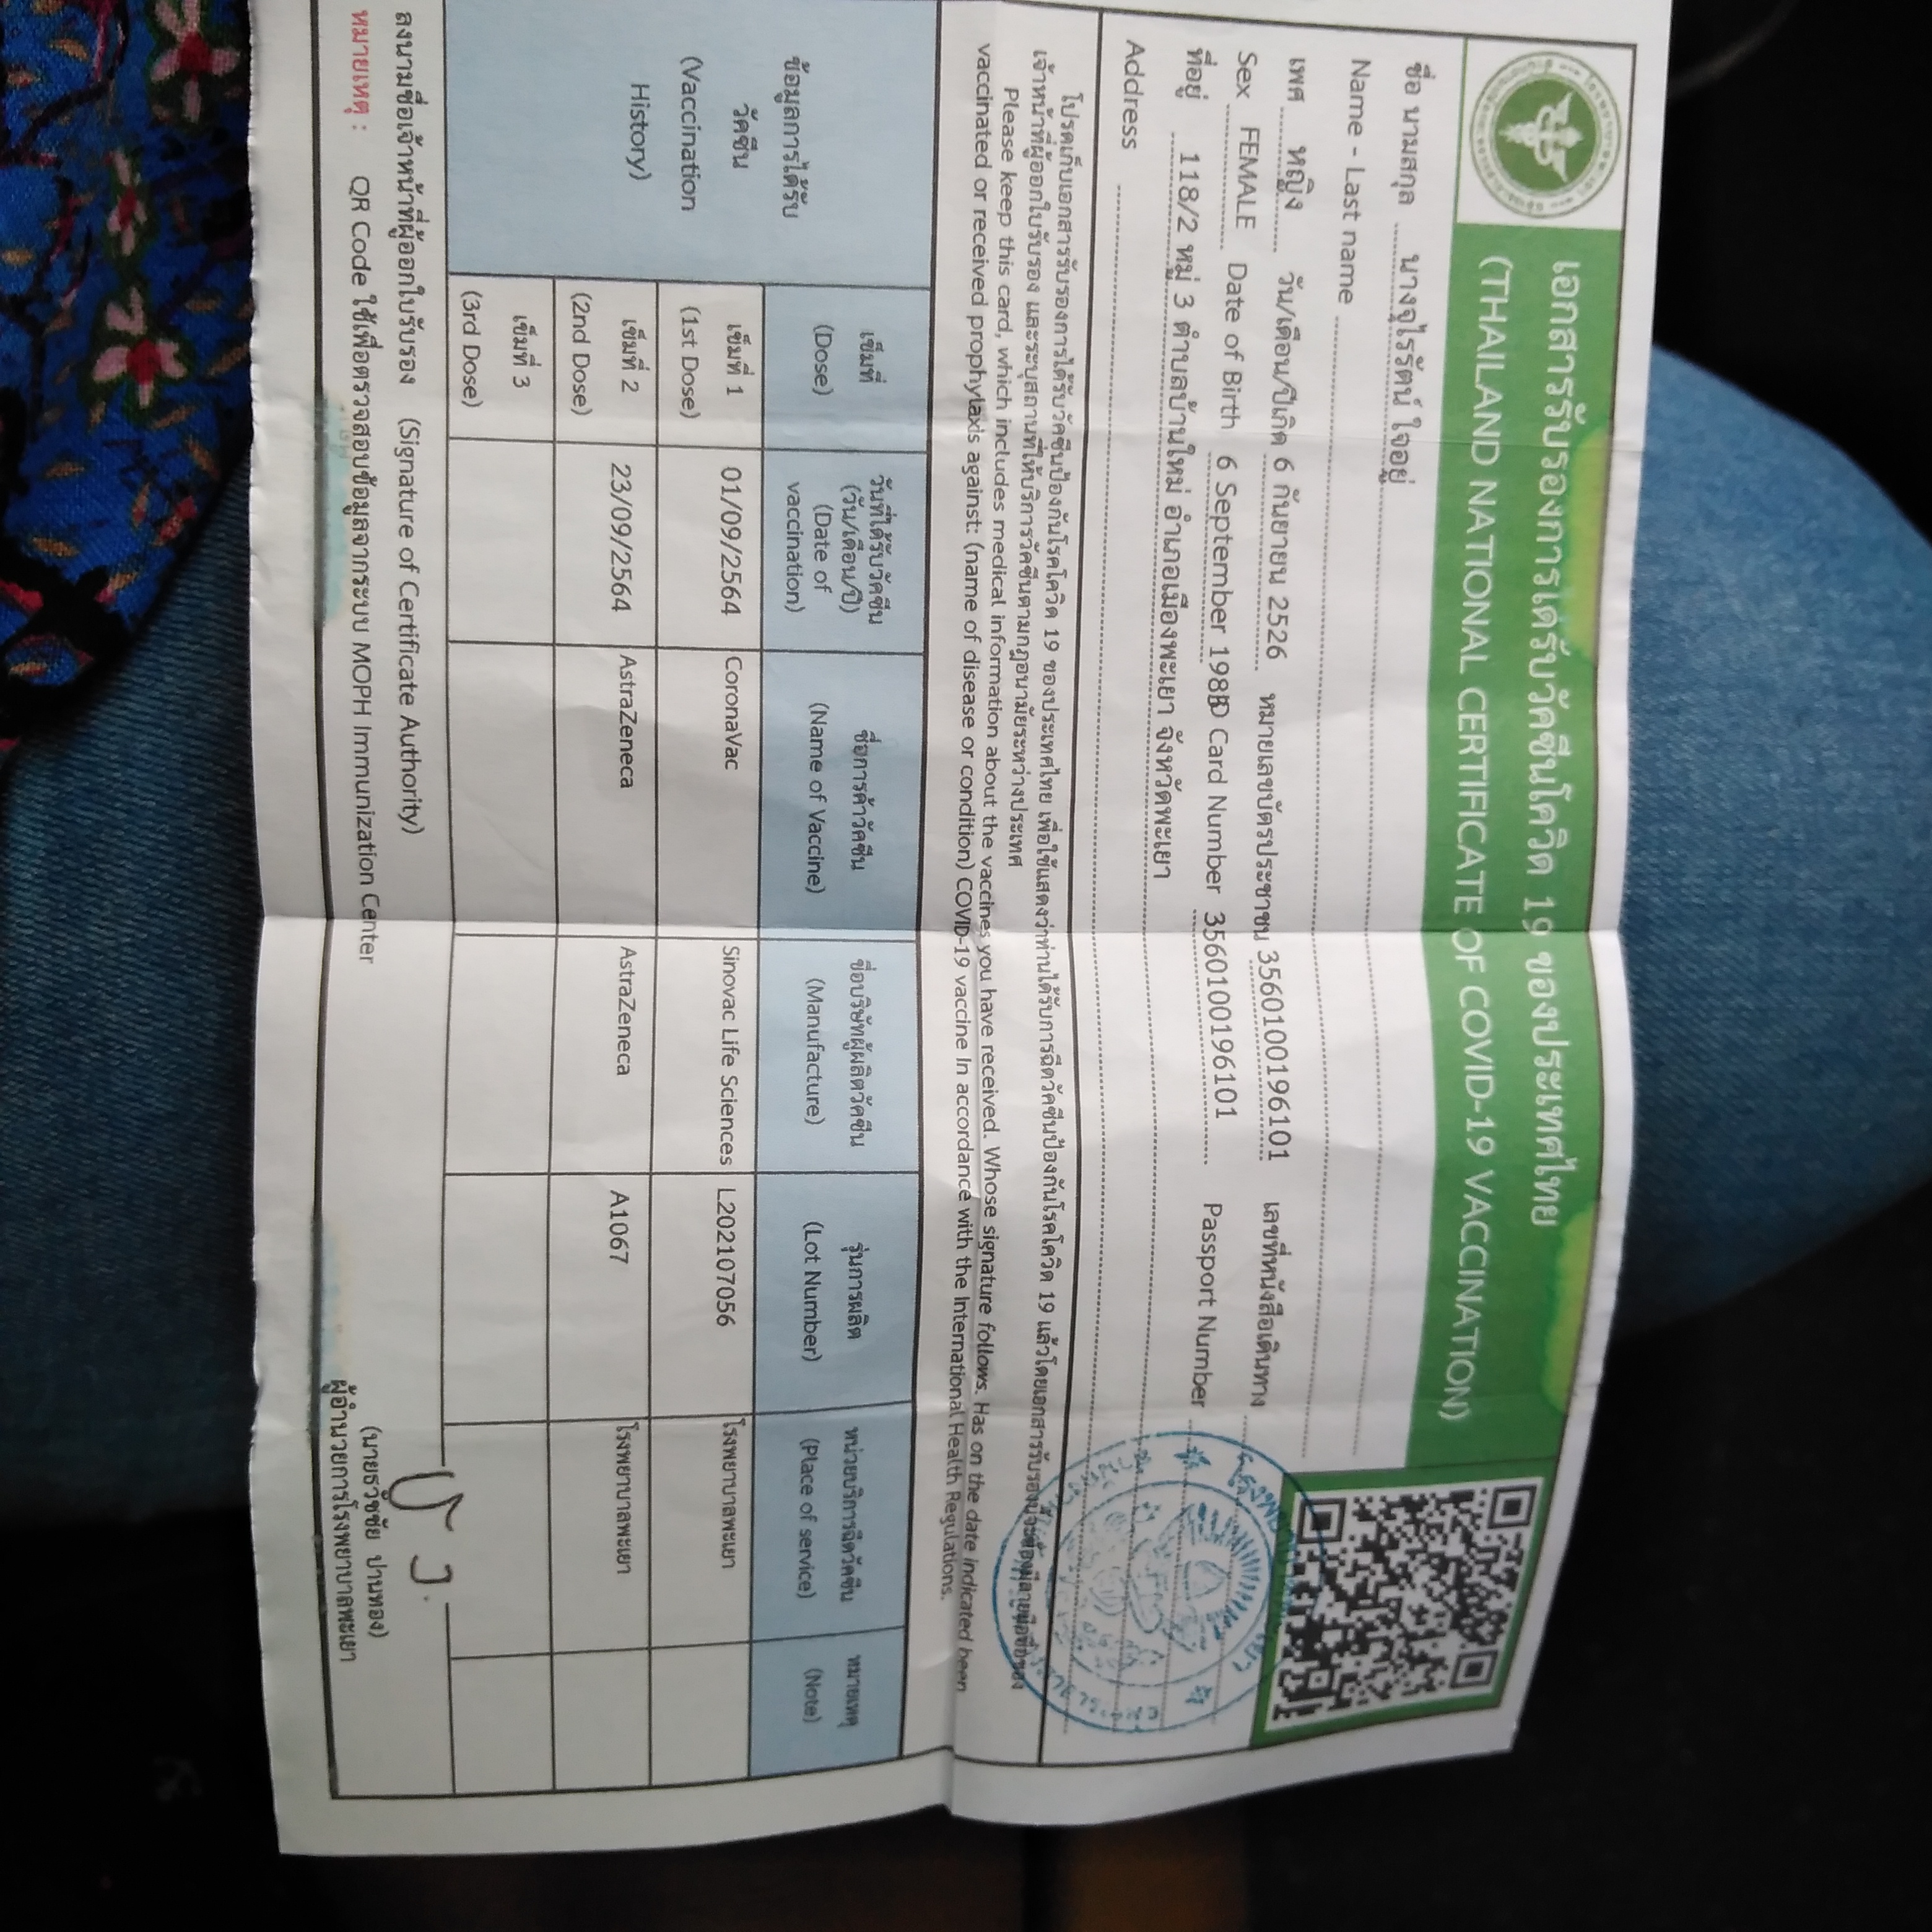 เอกสารรับรองการได้รับวัคซีนโควิด 19 ของประเทศไทย
(THAILAND NATIONAL CERTIFICATE OF COVID-19 VACCINATION)
ชื่อ นามสกุล นางจุไรรัตน์ ใจอยู่
Name - Last name
เพศ หญิง วัน/เดือน/ปีเกิด 6 กันยายน 2526 หมายเลขบัตรประชาชน 3560100196101 เลขที่หนังสือเดินทาง
Sex FEMALE Date of Birth 6 September 198 ID Card Number 3560100196101 Passport Number
ที่อยู่ 118/2 หมู่ 3 ตำบลบ้านใหม่ อำเภอเมืองพะเยา จังหวัดพะเยา
Address
โปรดเก็บเอกสารรับรองการได้รับวัคซีนป้องกันโรคโควิด 19 ของประเทศไทย เพื่อใช้แสดงว่าท่านได้รับการฉีดวัคซีนป้องกันโรคโควิด 19 แล้วโดยเอกสารรับรองนี้จะต้องมีลายมือชื่อของ
เจ้าหน้าที่ผู้ออกใบรับรอง และระบุสถานที่ให้บริการวัคซีนตามกฎอนามัยระหว่างประเทศ
Please keep this card, which includes medical information about the vaccines you have received. Whose signature follows. Has on the date indicated been
vaccinated or received prophylaxis against: (name of disease or condition) COVID-19 vaccine In accordance with the International Health Regulations.
ข้อมูลการได้รับ
วัคซีน
(Vaccination
History)
เข็มที่
(Dose)
วันที่ได้รับวัคซีน
(วัน/เดือน/ปี)
(Date of
vaccination)
ชื่อการค้าวัคซีน
(Name of Vaccine)
ชื่อบริษัทผู้ผลิตวัคซีน
(Manufacture)
รุ่นการผลิต
(Lot Number)
หน่วยบริการฉีดวัคซีน
(Place of service)
หมายเหตุ
(Note)
เข็มที่ 1 01/09/2564 CoronaVac Sinovac Life Sciences L202107056 โรงพยาบาลพะเยา
(1st Dose)
เข็มที่ 2 23/09/2564 AstraZeneca AstraZeneca A1067 โรงพยาบาลพะเยา
(2nd Dose)
เข็มที่ 3
(3rd Dose)
ลงนามชื่อเจ้าหน้าที่ผู้ออกใบรับรอง (Signature of Certificate Authority)
(นายธวัชชัย ปานทอง)
ผู้อำนวยการโรงพยาบาลพะเยา
หมายเหตุ : QR Code ใช้เพื่อตรวจสอบข้อมูลจากระบบ MOPH Immunization Center